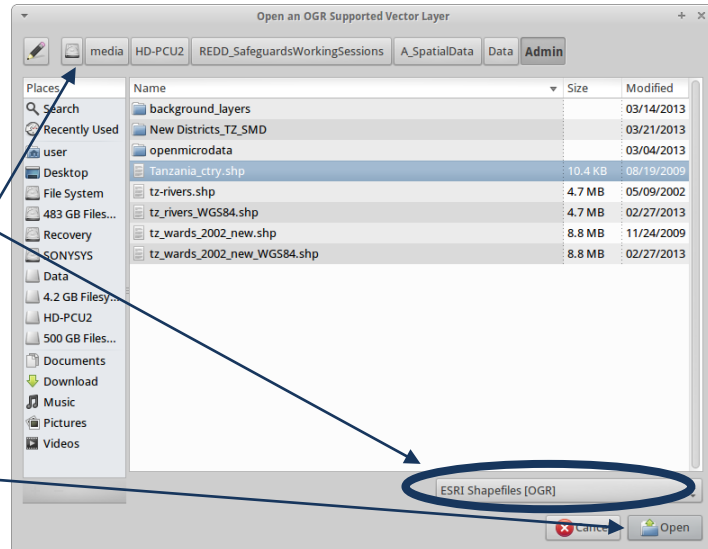 Open an OGR Supported Vector Layer
media HD-PCU2 REDD_SafeguardsWorkingSessions A_SpatialData Data Admin
Places
Search
Recently Used
user
Desktop
File System
483 GB Files...
Recovery
SONYSYS
Data
4.2 GB Filesy...
HD-PCU2
500 GB Files...
Documents
Download
Music
Pictures
Videos
Name Size Modified
background_layers 03/14/2013
New Districts_TZ_SMD 03/21/2013
openmicrodata 03/04/2013
Tanzania_ctry.shp 10.4 KB 08/19/2009
tz-rivers.shp 4.7 MB 05/09/2002
tz_rivers_WGS84.shp 4.7 MB 02/27/2013
tz_wards_2002_new.shp 8.8 MB 11/24/2009
tz_wards_2002_new_WGS84.shp 8.8 MB 02/27/2013
ESRI Shapefiles [OGR]
Cancel Open